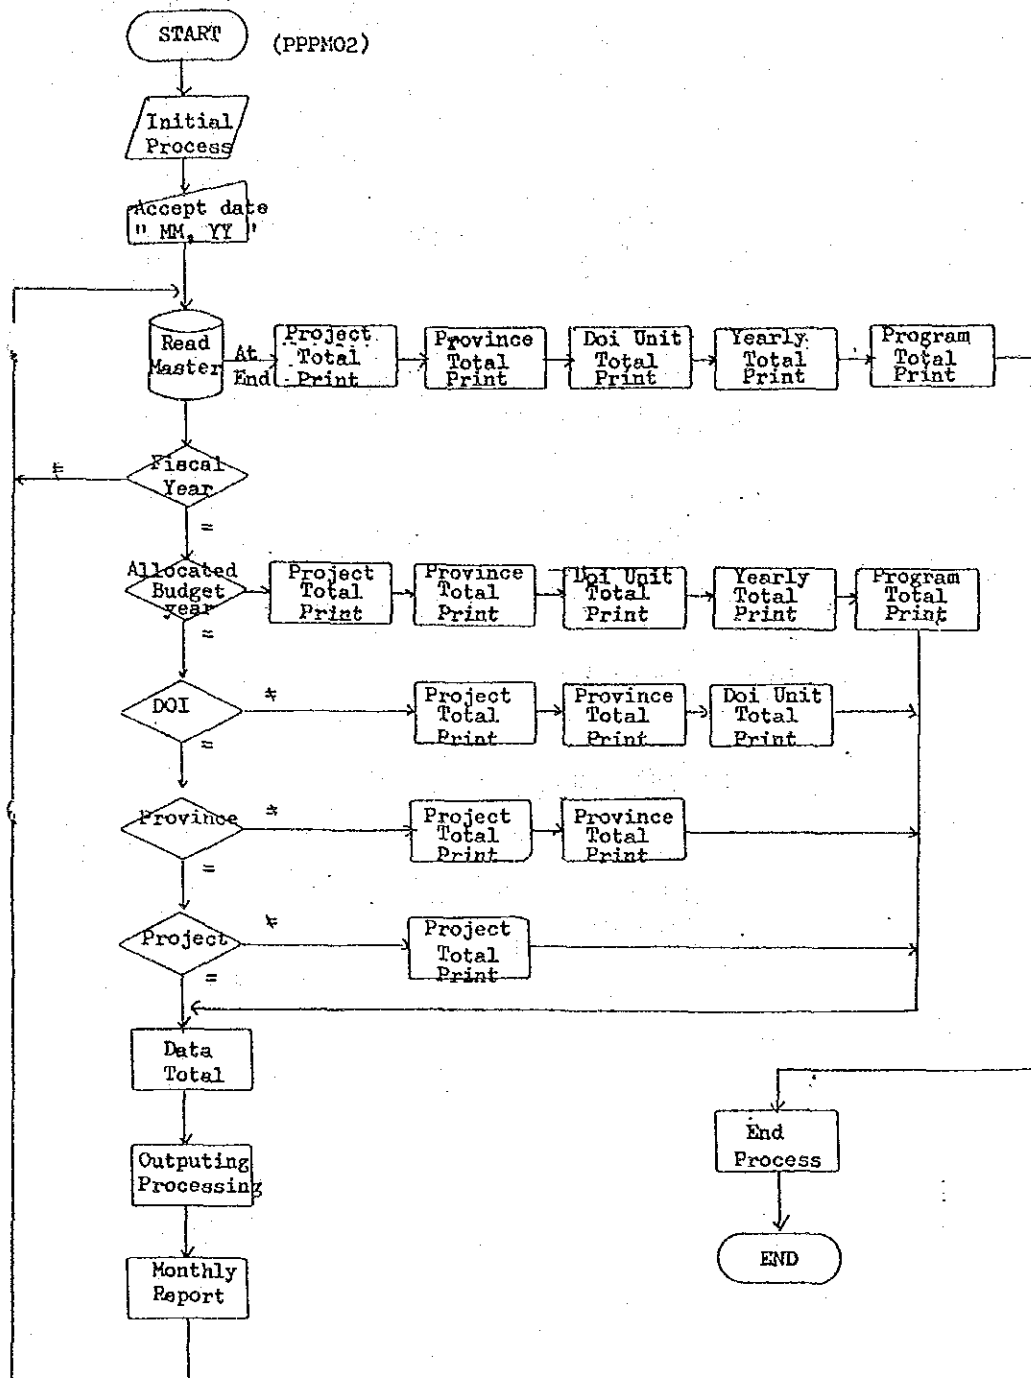 START
(PPPM02)
Initial
Process
Accept date
" MM, YY "
Read
Master
At
End
Project
Total
Print
Province
Total
Print
Doi Unit
Total
Print
Yearly
Total
Print
Program
Total
Print
Fiscal
Year
≠
=
Allocated
Budget
year
=
Project
Total
Print
Province
Total
Print
Doi Unit
Total
Print
Yearly
Total
Print
Program
Total
Print
DOI
≠
=
Project
Total
Print
Province
Total
Print
Doi Unit
Total
Print
Province
≠
=
Project
Total
Print
Province
Total
Print
Project
≠
=
Project
Total
Print
Data
Total
Outputing
Processing
Monthly
Report
End
Process
END